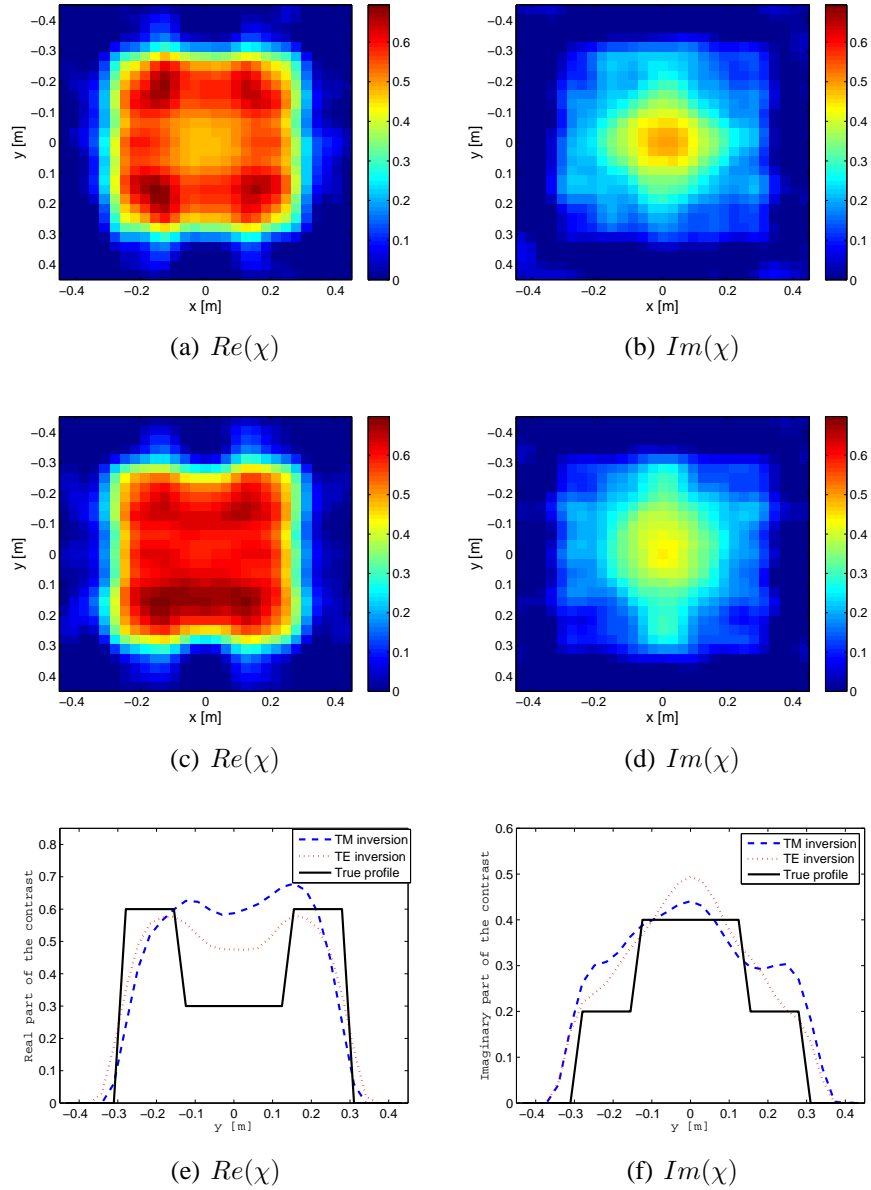 −0.4
−0.3
−0.2
−0.1
0
0.1
0.2
0.3
0.4
y [m]
−0.4 −0.2 0 0.2 0.4
x [m]
0.6
0.5
0.4
0.3
0.2
0.1
0
(a) Re(χ)
−0.4
−0.3
−0.2
−0.1
0
0.1
0.2
0.3
0.4
y [m]
−0.4 −0.2 0 0.2 0.4
x [m]
0.6
0.5
0.4
0.3
0.2
0.1
0
(b) Im(χ)
−0.4
−0.3
−0.2
−0.1
0
0.1
0.2
0.3
0.4
y [m]
−0.4 −0.2 0 0.2 0.4
x [m]
0.6
0.5
0.4
0.3
0.2
0.1
0
(c) Re(χ)
−0.4
−0.3
−0.2
−0.1
0
0.1
0.2
0.3
0.4
y [m]
−0.4 −0.2 0 0.2 0.4
x [m]
0.6
0.5
0.4
0.3
0.2
0.1
0
(d) Im(χ)
0.8
0.7
0.6
0.5
0.4
0.3
0.2
0.1
0
Real part of the contrast
TM inversion
TE inversion
True profile
−0.4 −0.3 −0.2 −0.1 0 0.1 0.2 0.3 0.4
y [m]
(e) Re(χ)
0.6
0.5
0.4
0.3
0.2
0.1
0
Imaginary part of the contrast
TM inversion
TE inversion
True profile
−0.4 −0.3 −0.2 −0.1 0 0.1 0.2 0.3 0.4
y [m]
(f) Im(χ)